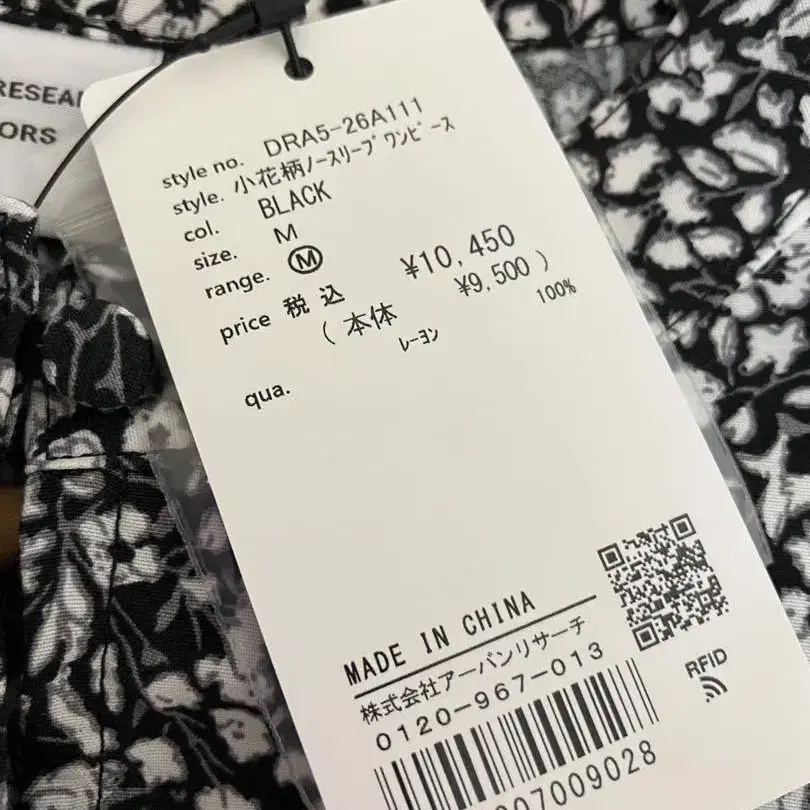 RESEAR
ORS
style no. DRA5-26A111
style. 小花柄ﾉｰｽﾘｰﾌﾞﾜﾝﾋﾟｰｽ
col. BLACK
size. M
range. Ⓜ
price 税込 ¥10,450
(本体 ¥9,500)
ﾚｰﾖﾝ 100%
qua.
MADE IN CHINA
株式会社アーバンリサーチ
0120-967-013
RFID
007009028